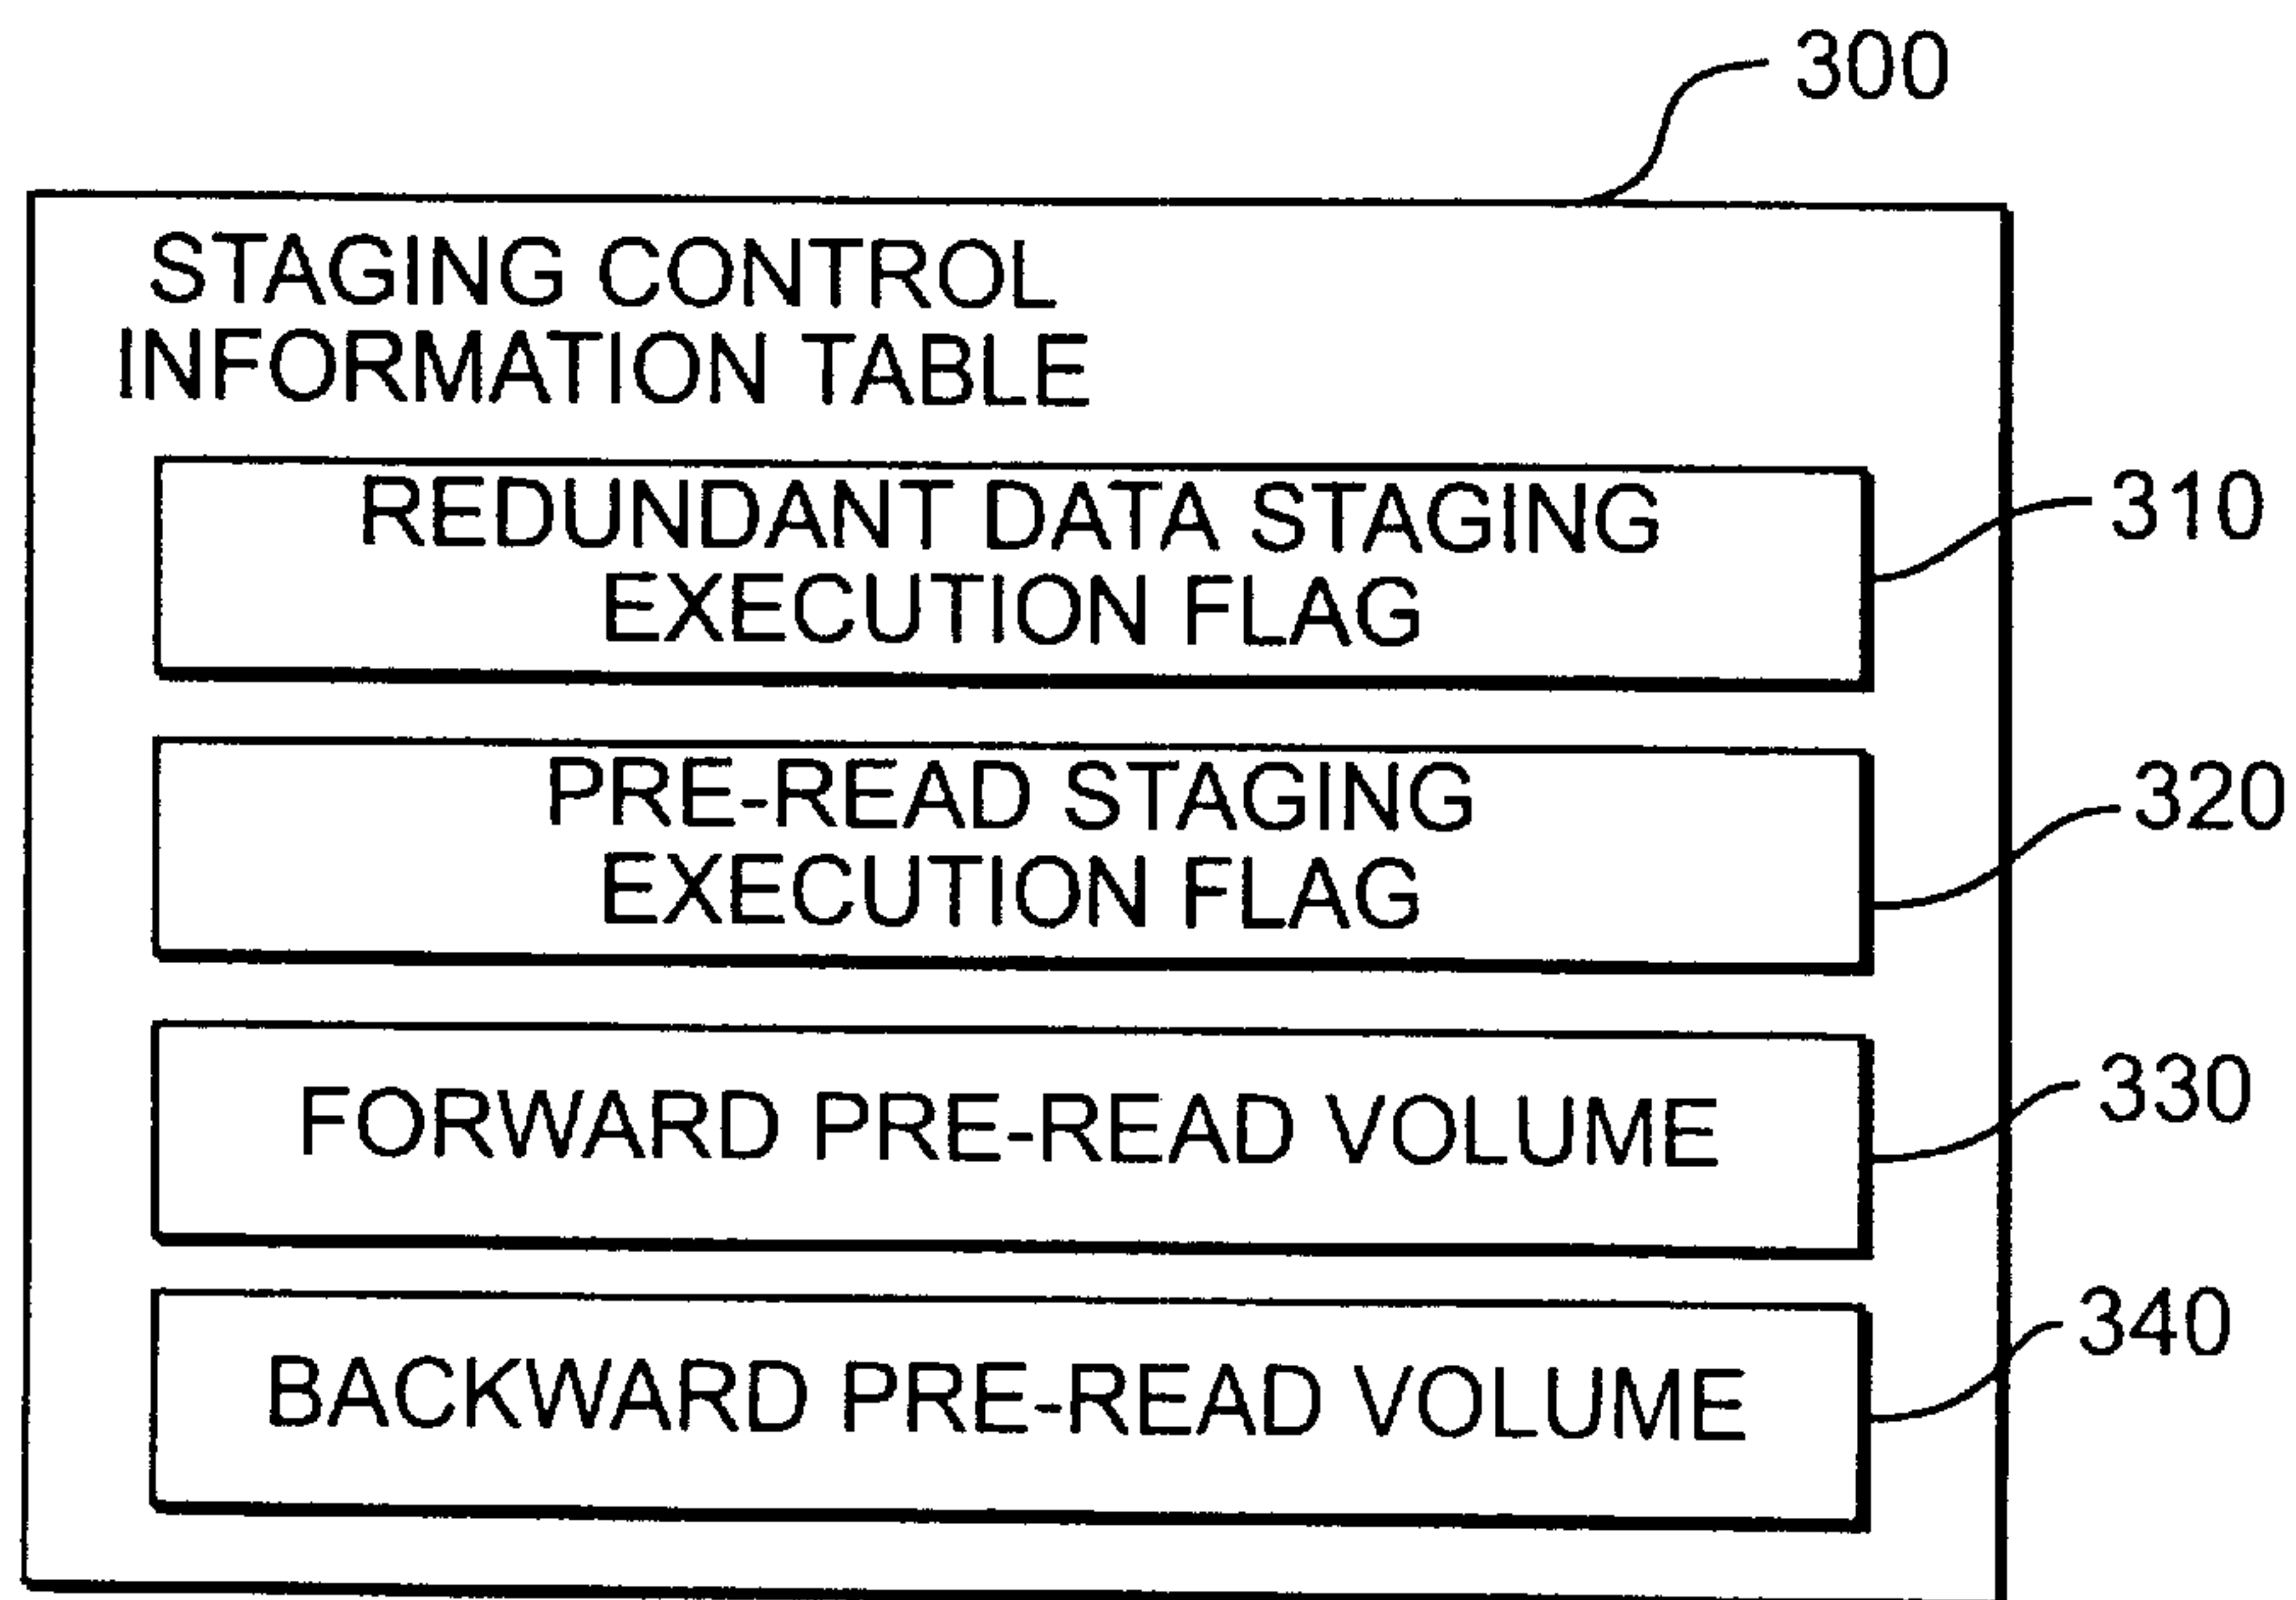 300
STAGING CONTROL
INFORMATION TABLE
REDUNDANT DATA STAGING
EXECUTION FLAG
310
PRE-READ STAGING
EXECUTION FLAG
320
FORWARD PRE-READ VOLUME
330
BACKWARD PRE-READ VOLUME
340